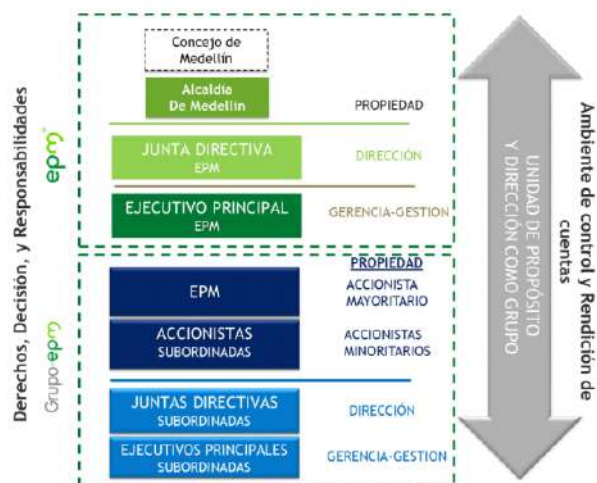 Derechos, Decisión, y Responsabilidades
epm®
Grupo·epm
Concejo de
Medellín
Alcaldía
De Medellín
PROPIEDAD
JUNTA DIRECTIVA
EPM
DIRECCIÓN
EJECUTIVO PRINCIPAL
EPM
GERENCIA-GESTION
PROPIEDAD
EPM
ACCIONISTA
MAYORITARIO
ACCIONISTAS
SUBORDINADAS
ACCIONISTAS
MINORITARIOS
JUNTAS DIRECTIVAS
SUBORDINADAS
DIRECCIÓN
EJECUTIVOS PRINCIPALES
SUBORDINADAS
GERENCIA-GESTION
UNIDAD DE PROPÓSITO
Y DIRECCIÓN COMO GRUPO
Ambiente de control y Rendición de
cuentas